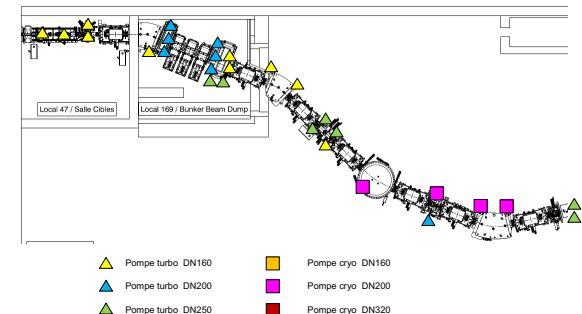 Local 47 / Salle Cibles
Local 169 / Bunker Beam Dump
Pompe turbo DN160
Pompe cryo DN160
Pompe turbo DN200
Pompe cryo DN200
Pompe turbo DN250
Pompe cryo DN320